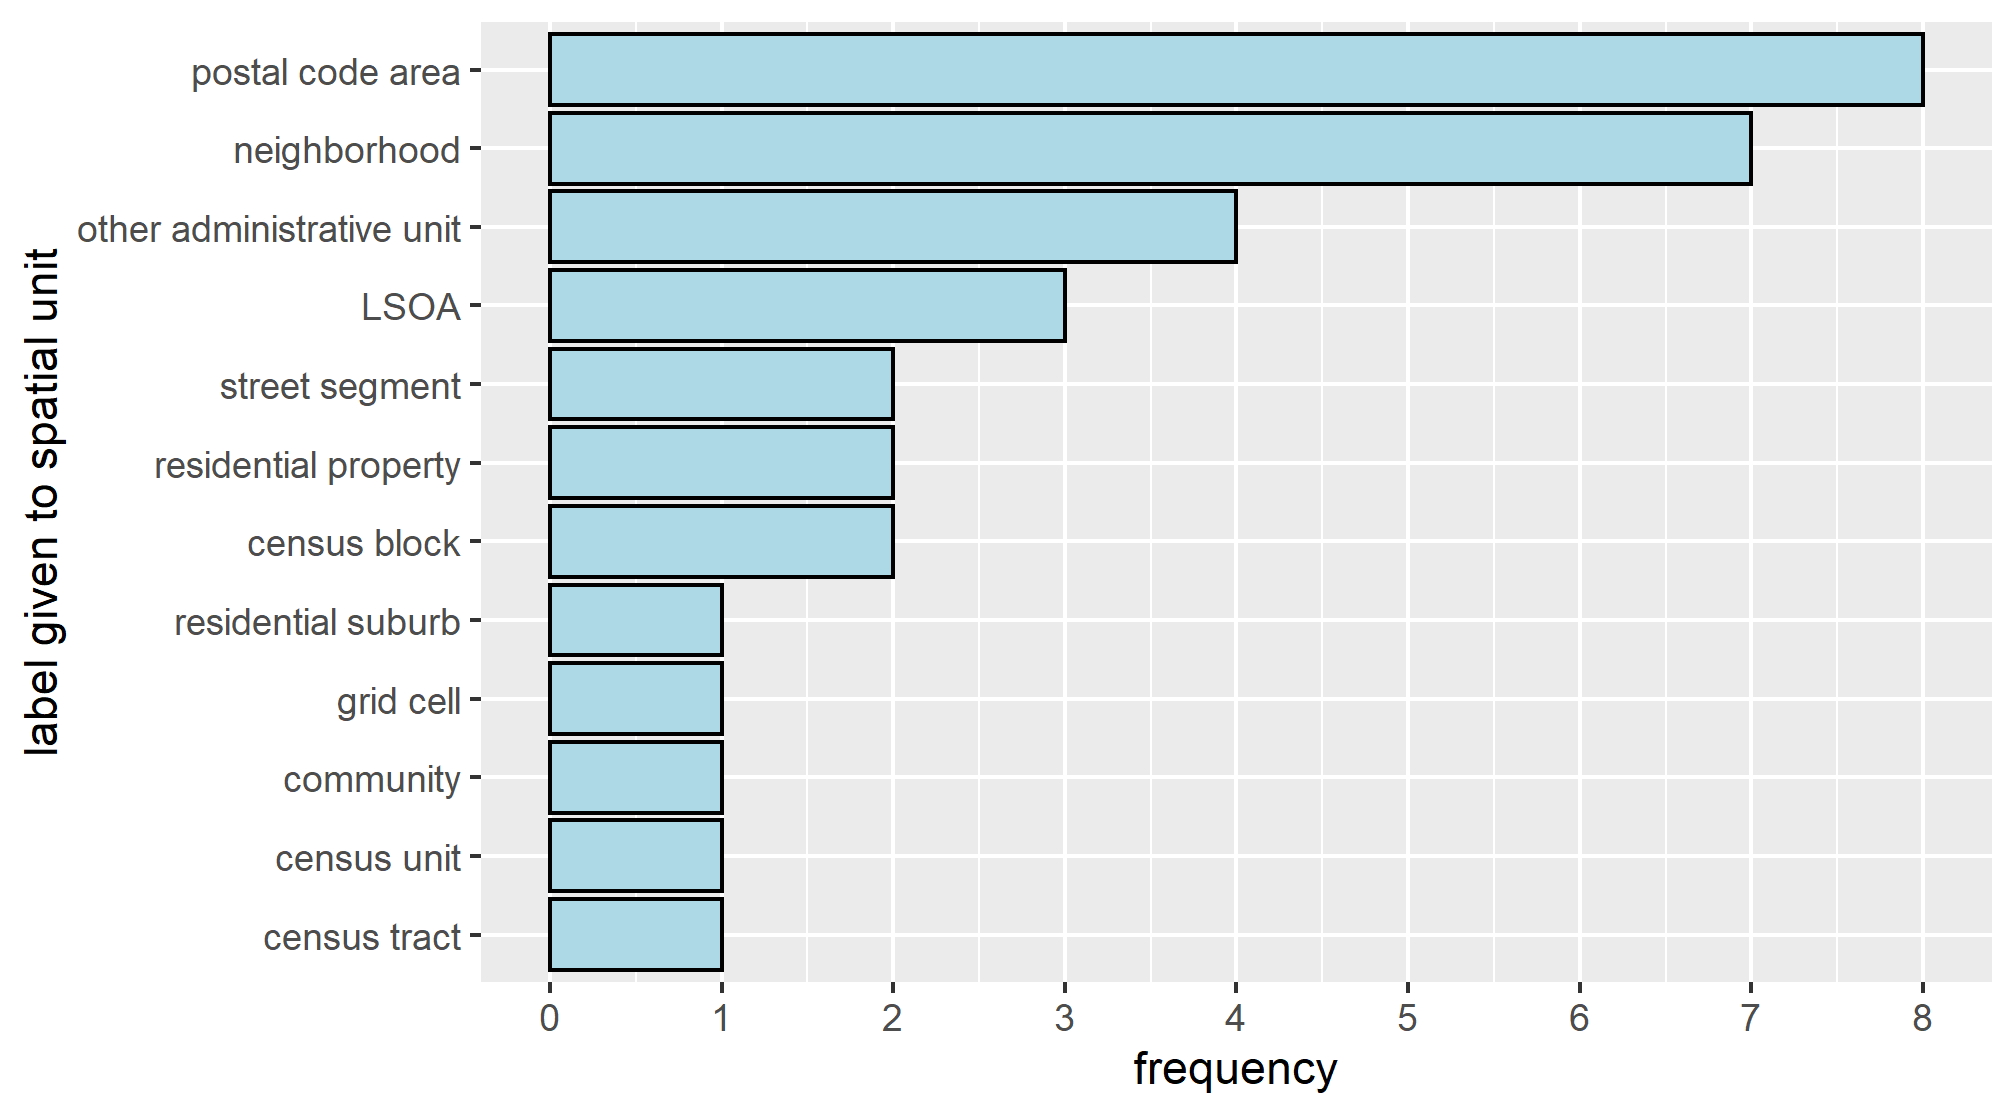 label given to spatial unit
postal code area
neighborhood
other administrative unit
LSOA
street segment
residential property
census block
residential suburb
grid cell
community
census unit
census tract
0 1 2 3 4 5 6 7 8
frequency